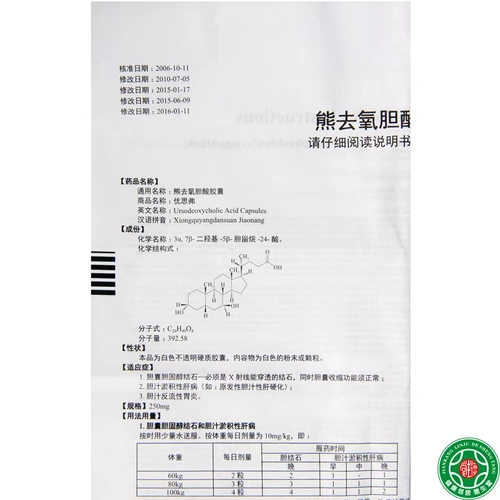 核准日期：2006-10-11
修改日期：2010-07-05
修改日期：2015-01-17
修改日期：2015-06-09
修改日期：2016-01-11
熊去氧胆酸
请仔细阅读说明书
【药品名称】
通用名称：熊去氧胆酸胶囊
商品名称：优思弗
英文名称：Ursodeoxycholic Acid Capsules
汉语拼音：Xiongquyangdansuan Jiaonang
【成份】
化学名称：3α, 7β- 二羟基 -5β- 胆甾烷 -24- 酸。
化学结构式：
O
OH
HO
OH
分子式：C24H40O4
分子量：392.58
【性状】
本品为白色不透明硬质胶囊，内容物为白色的粉末或颗粒。
【适应症】
1. 胆囊胆固醇结石—必须是 X 射线能穿透的结石，同时胆囊收缩功能须正常；
2. 胆汁淤积性肝病（如：原发性胆汁性肝硬化）；
3. 胆汁反流性胃炎。
【规格】250mg
【用法用量】
1. 胆囊胆固醇结石和胆汁淤积性肝病
按时用少量水送服。按体重每日剂量为 10mg/kg，即：
体重 每日剂量 服药时间
胆结石 胆汁淤积性肝病
晚 早 中 晚
60kg 2 粒 2 1 - 1
80kg 3 粒 3 1 1 1
100kg 4 粒 4 1 1 2